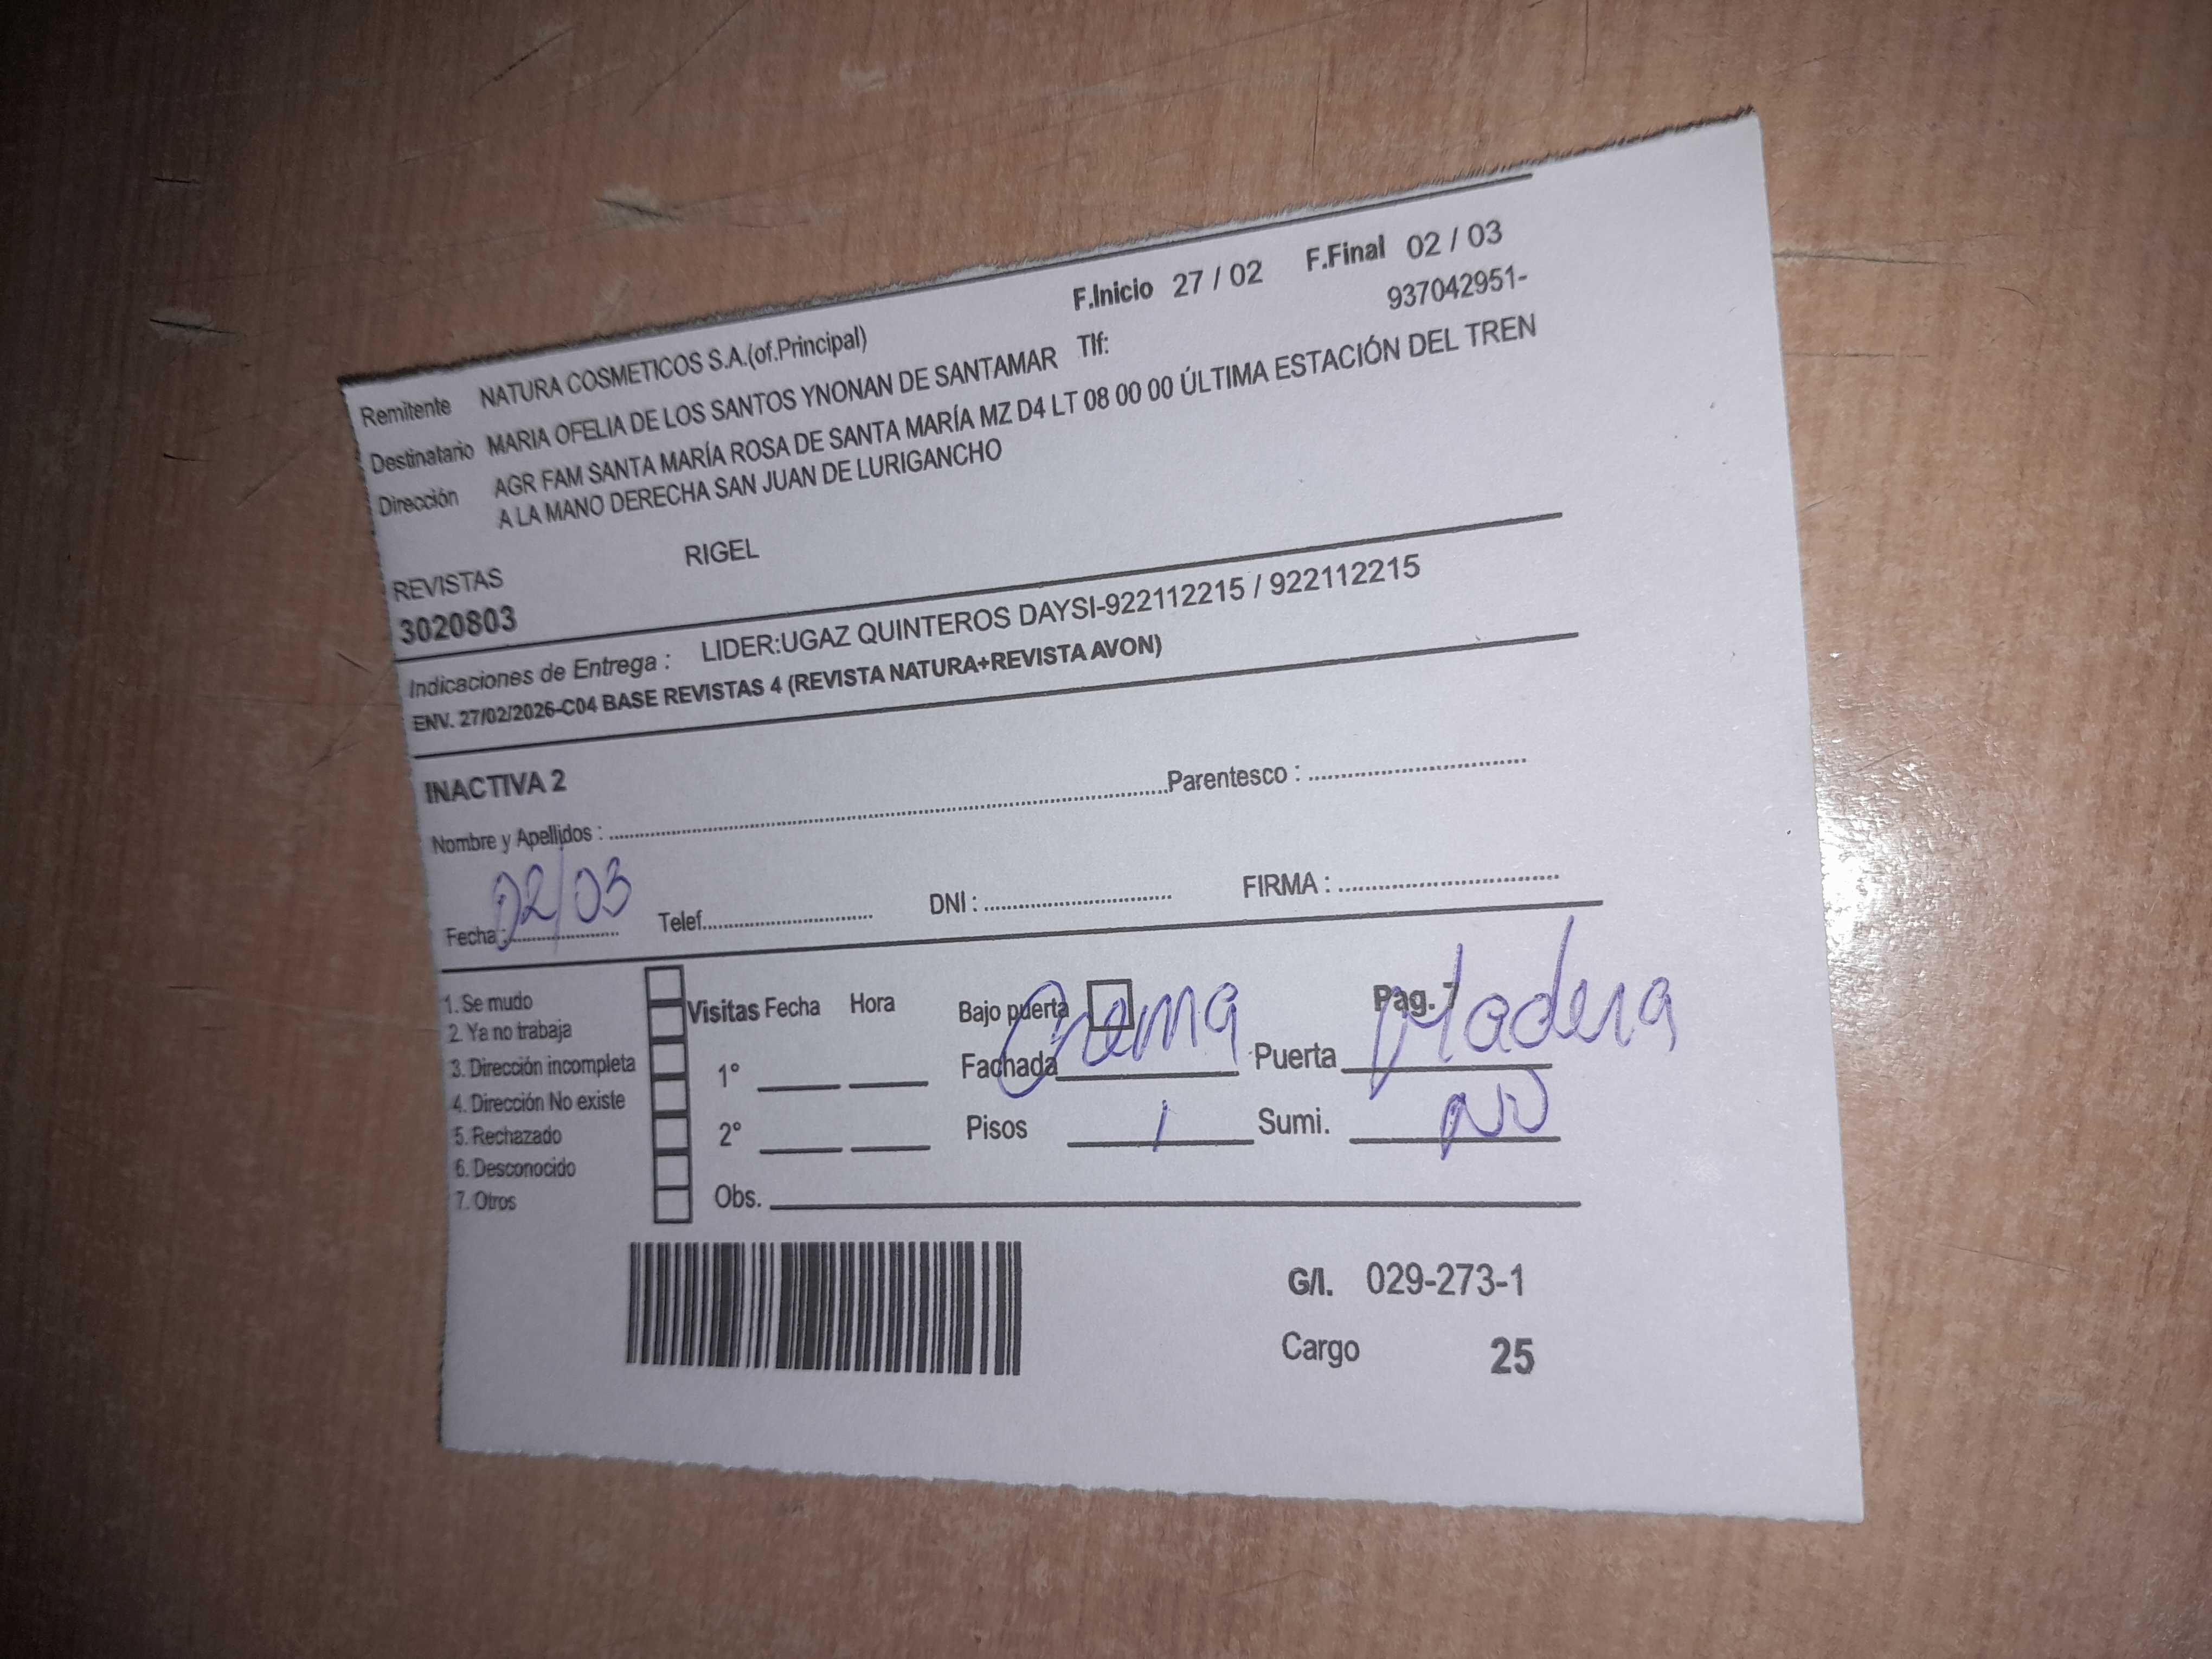 F.Inicio 27 / 02 F.Final 02 / 03
Remitente NATURA COSMETICOS S.A.(of.Principal)
Destinatario MARIA OFELIA DE LOS SANTOS YNONAN DE SANTAMAR Tlf: 937042951-
Dirección AGR FAM SANTA MARÍA ROSA DE SANTA MARÍA MZ D4 LT 08 00 00 ÚLTIMA ESTACIÓN DEL TREN
A LA MANO DERECHA SAN JUAN DE LURIGANCHO
REVISTAS RIGEL
3020803
Indicaciones de Entrega : LIDER:UGAZ QUINTEROS DAYSI-922112215 / 922112215
ENV. 27/02/2026-C04 BASE REVISTAS 4 (REVISTA NATURA+REVISTA AVON)
INACTIVA 2
Nombre y Apellidos : Parentesco :
Fecha : 02/03 Telef. DNI : FIRMA :
1. Se mudo
2. Ya no trabaja
3. Dirección incompleta
4. Dirección No existe
5. Rechazado
6. Desconocido
7. Otros
Visitas Fecha Hora Bajo puerta Pag.
1° Fachada Crema Puerta Madera
2° Pisos 1 Sumi. NO
Obs.
G/I. 029-273-1
Cargo 25